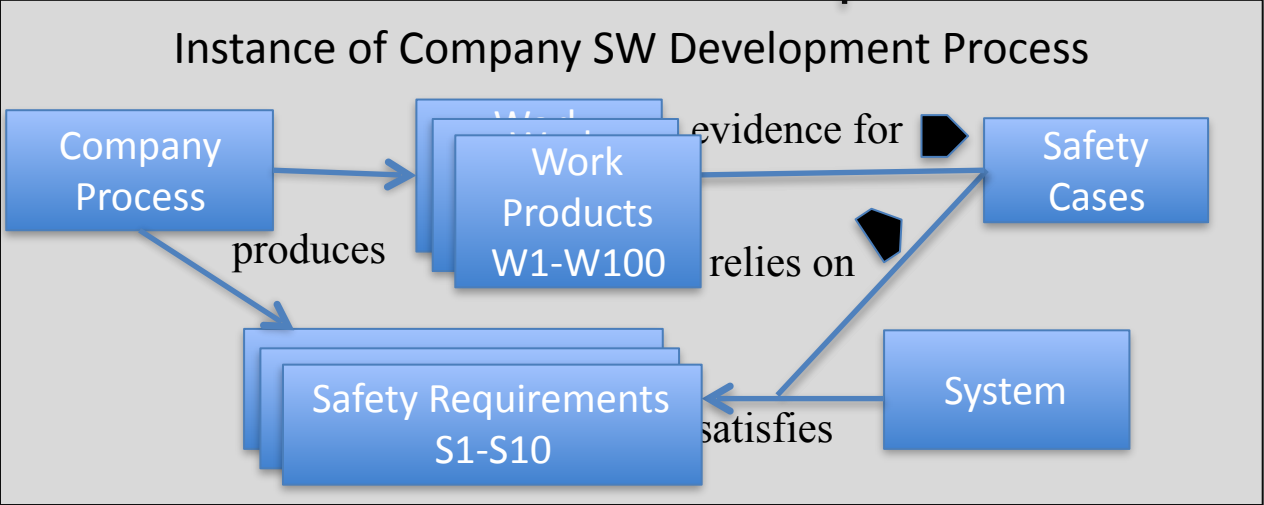 Instance of Company SW Development Process
Company
Process
Work
Work
Products
W1-W100
evidence for
Safety
Cases
produces
relies on
Safety Requirements
S1-S10
satisfies
System